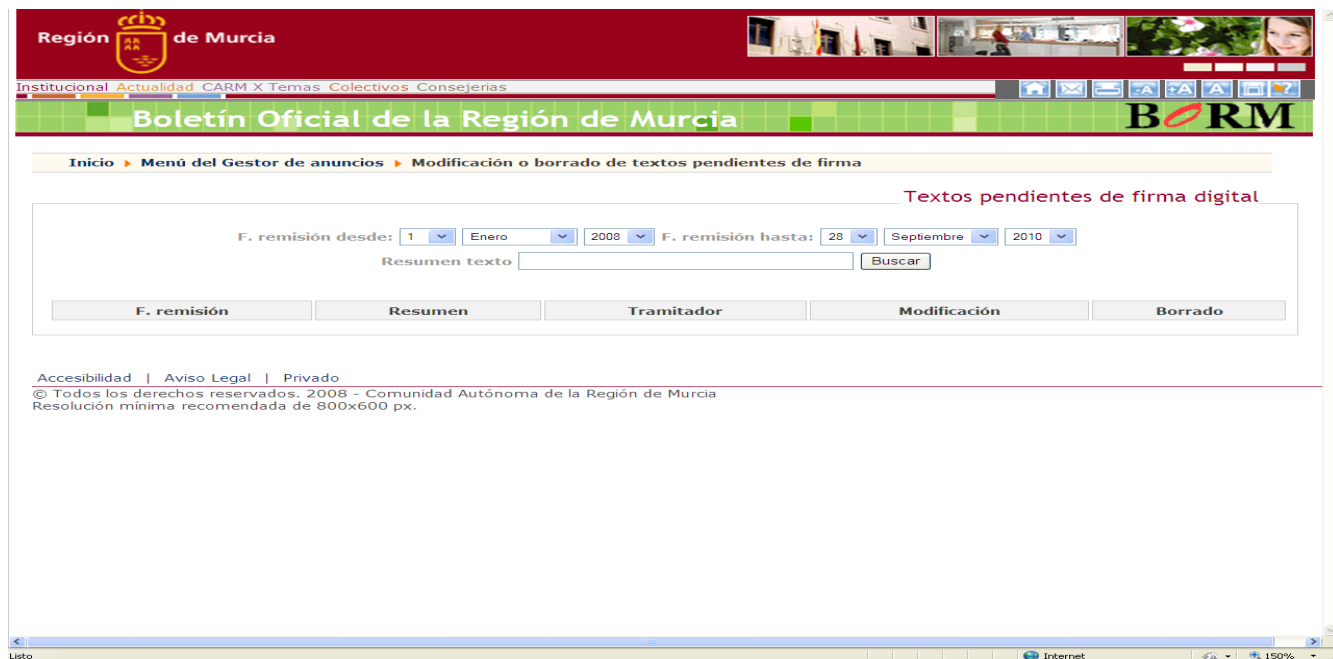 Región de Murcia
Institucional Actualidad CARM X Temas Colectivos Consejerias
-A +A A
Boletín Oficial de la Región de Murcia
BORM
Inicio Menú del Gestor de anuncios Modificación o borrado de textos pendientes de firma
Textos pendientes de firma digital
F. remisión desde: 1 Enero 2008 F. remisión hasta: 28 Septiembre 2010
Resumen texto Buscar
F. remisión Resumen Tramitador Modificación Borrado
Accesibilidad | Aviso Legal | Privado
© Todos los derechos reservados. 2008 - Comunidad Autónoma de la Región de Murcia
Resolución mínima recomendada de 800x600 px.
Listo Internet 150%